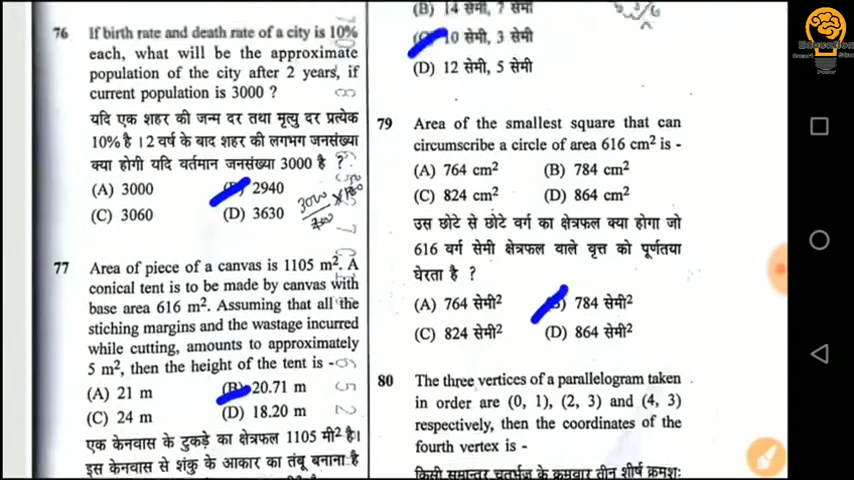 76 If birth rate and death rate of a city is 10%
each, what will be the approximate
population of the city after 2 years, if
current population is 3000 ?
यदि एक शहर की जन्म दर तथा मृत्यु दर प्रत्येक
10% है । 2 वर्ष के बाद शहर की लगभग जनसंख्या
क्या होगी यदि वर्तमान जनसंख्या 3000 है ?
(A) 3000 (B) 2940
(C) 3060 (D) 3630
3000
77 Area of piece of a canvas is 1105 m². A
conical tent is to be made by canvas with
base area 616 m². Assuming that all the
stiching margins and the wastage incurred
while cutting, amounts to approximately
5 m², then the height of the tent is -
(A) 21 m (B) 20.71 m
(C) 24 m (D) 18.20 m
एक केनवास के टुकड़े का क्षेत्रफल 1105 मी² है।
इस केनवास से शंकु के आकार का तंबू बनाना है
(B) 14 सेमी, 7 सेमी
10 सेमी, 3 सेमी
(D) 12 सेमी, 5 सेमी
79 Area of the smallest square that can
circumscribe a circle of area 616 cm² is -
(A) 764 cm² (B) 784 cm²
(C) 824 cm² (D) 864 cm²
उस छोटे से छोटे वर्ग का क्षेत्रफल क्या होगा जो
616 वर्ग सेमी क्षेत्रफल वाले वृत्त को पूर्णतया
घेरता है ?
(A) 764 सेमी² 784 सेमी²
(C) 824 सेमी² (D) 864 सेमी²
80 The three vertices of a parallelogram taken
in order are (0, 1), (2, 3) and (4, 3)
respectively, then the coordinates of the
fourth vertex is -
किसी समान्तर चतुर्भुज के क्रमवार तीन शीर्ष क्रमशः
Education
Power